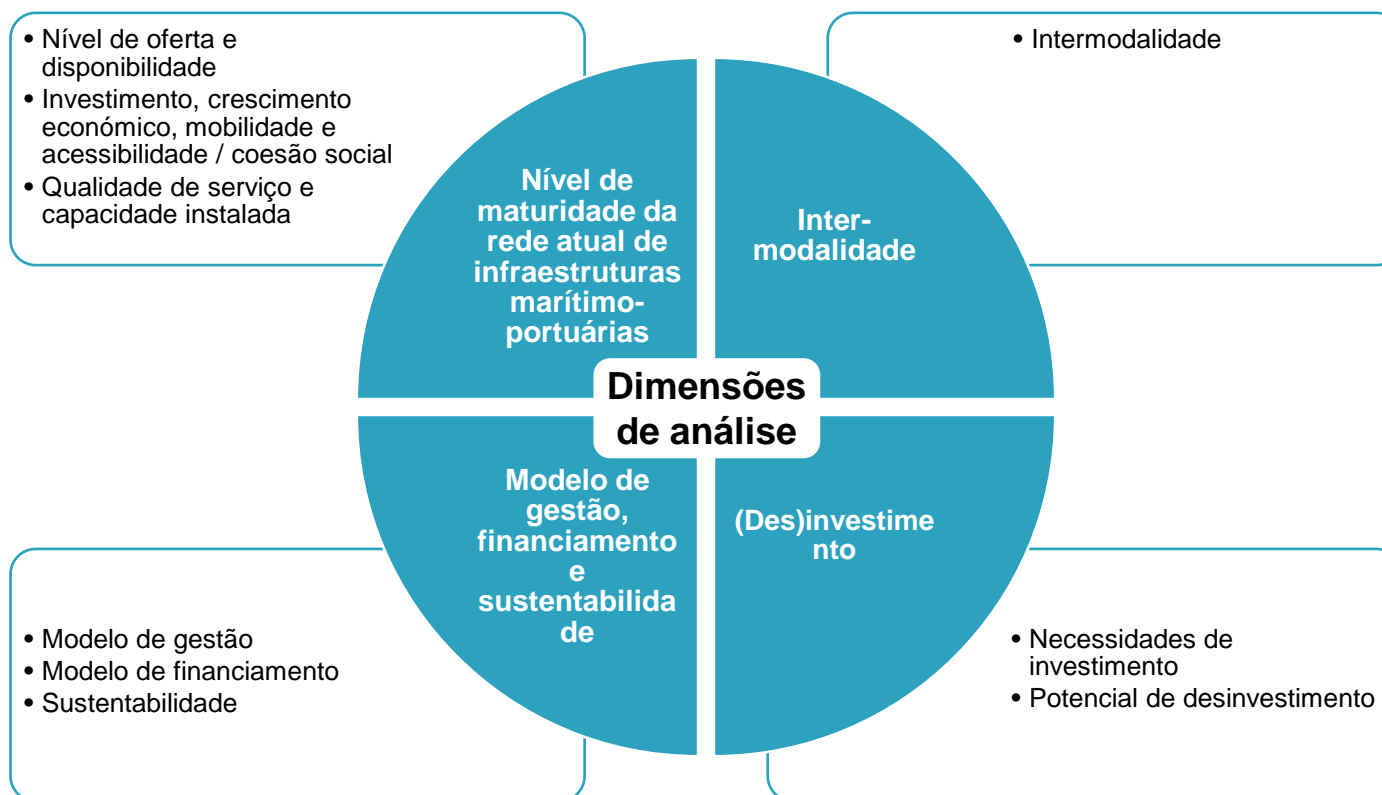 • Nível de oferta e
disponibilidade
• Investimento, crescimento
económico, mobilidade e
acessibilidade / coesão social
• Qualidade de serviço e
capacidade instalada
• Intermodalidade
Nível de
maturidade da
rede atual de
infraestruturas
marítimo-
portuárias
Inter-
modalidade
Dimensões
de análise
Modelo de
gestão,
financiamento
e
sustentabilida
de
(Des)investime
nto
• Modelo de gestão
• Modelo de financiamento
• Sustentabilidade
• Necessidades de
investimento
• Potencial de desinvestimento